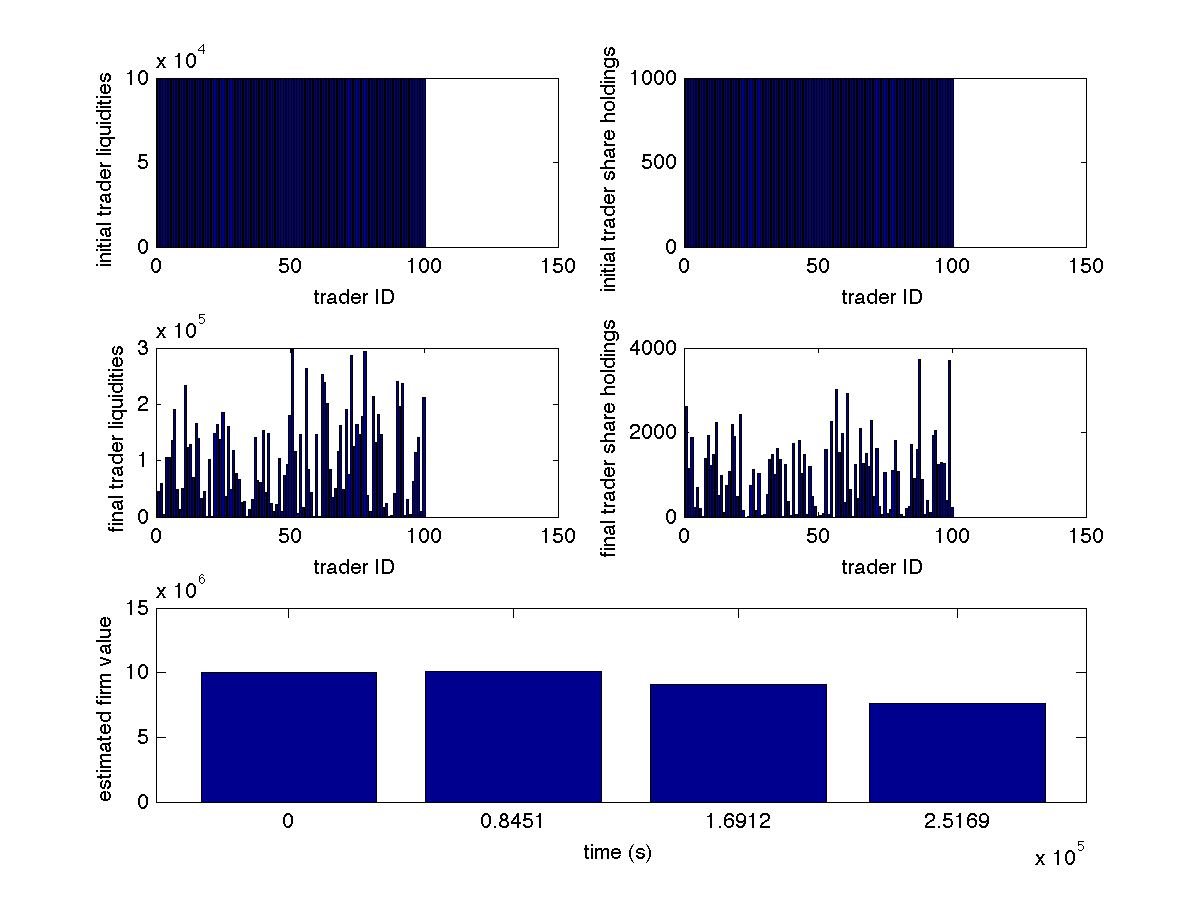 x 10^4
10
5
0
initial trader liquidities
0 50 100 150
trader ID
1000
500
0
initial trader share holdings
0 50 100 150
trader ID
x 10^5
3
2
1
0
final trader liquidities
0 50 100 150
trader ID
4000
2000
0
final trader share holdings
0 50 100 150
trader ID
x 10^6
15
10
5
0
estimated firm value
0 0.8451 1.6912 2.5169
time (s)
x 10^5